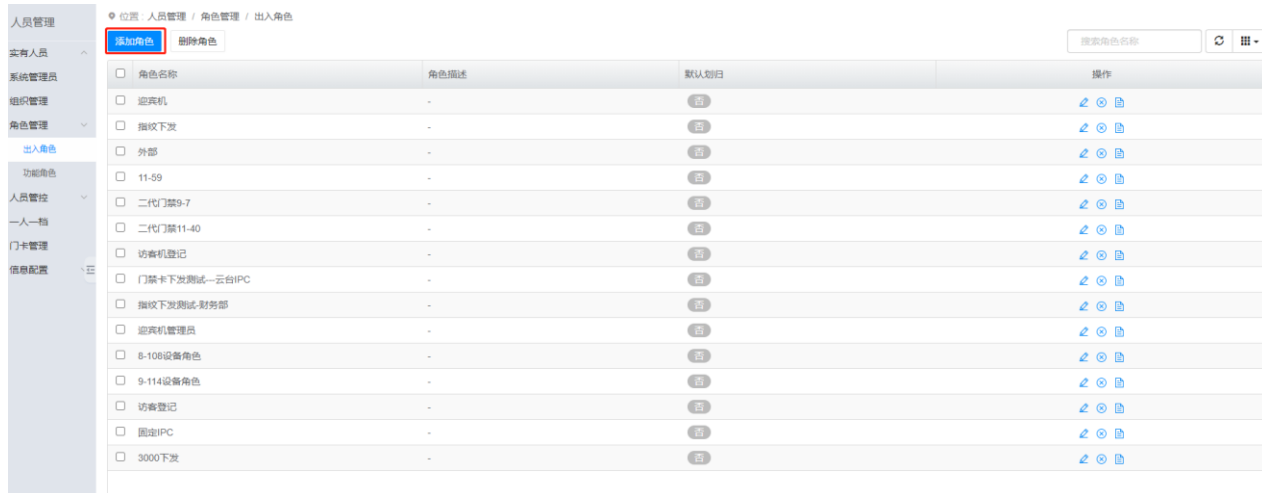 人员管理
位置: 人员管理 / 角色管理 / 出入角色
添加角色 删除角色 搜索角色名称
实有人员
系统管理员
组织管理
角色管理
出入角色
功能角色
人员管控
一人一档
门卡管理
信息配置
角色名称 角色描述 默认划归 操作
迎宾机 - 否
指纹下发 - 否
外部 - 否
11-59 - 否
二代门禁9-7 - 否
二代门禁11-40 - 否
访客机登记 - 否
门禁卡下发测试---云台IPC - 否
指纹下发测试-财务部 - 否
迎宾机管理员 - 否
8-108设备角色 - 否
9-114设备角色 - 否
访客登记 - 否
固定IPC - 否
3000下发 - 否